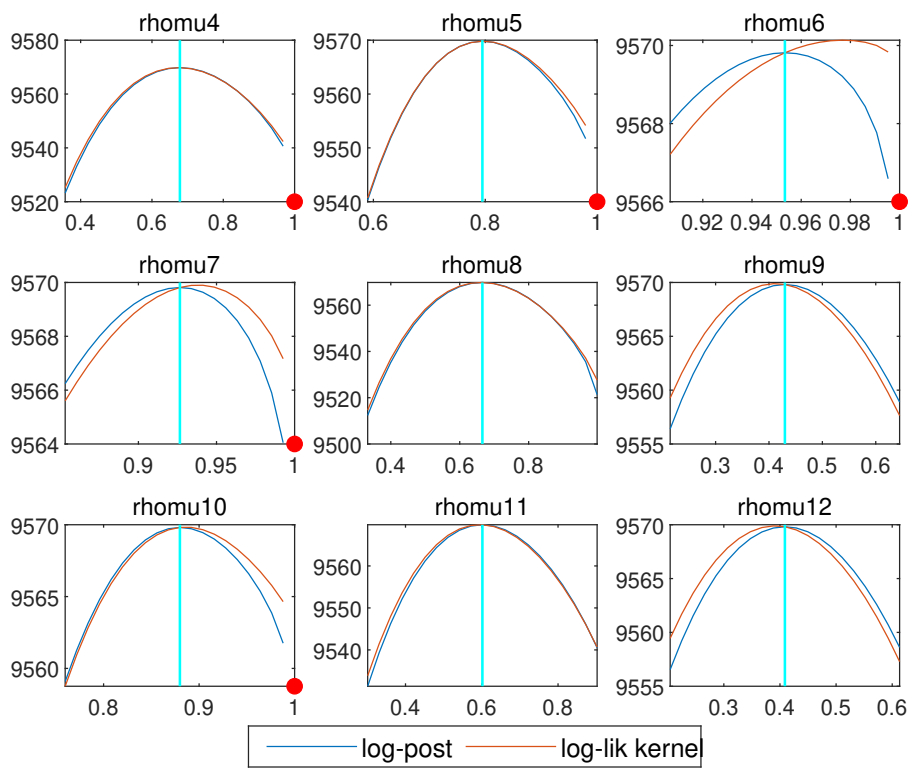 rhomu4 rhomu5 rhomu6
9580 9570 9570
9560 9560 9568
9540 9550
9520 9540 9566
0.4 0.6 0.8 1 0.6 0.8 1 0.92 0.94 0.96 0.98 1
rhomu7 rhomu8 rhomu9
9570 9560 9570
9568 9540 9565
9566 9520 9560
9564 9500 9555
0.9 0.95 1 0.4 0.6 0.8 0.3 0.4 0.5 0.6
rhomu10 rhomu11 rhomu12
9570 9560 9570
9565 9565
9560 9540 9560
9555
0.8 0.9 1 0.4 0.6 0.8 0.3 0.4 0.5 0.6
log-post log-lik kernel